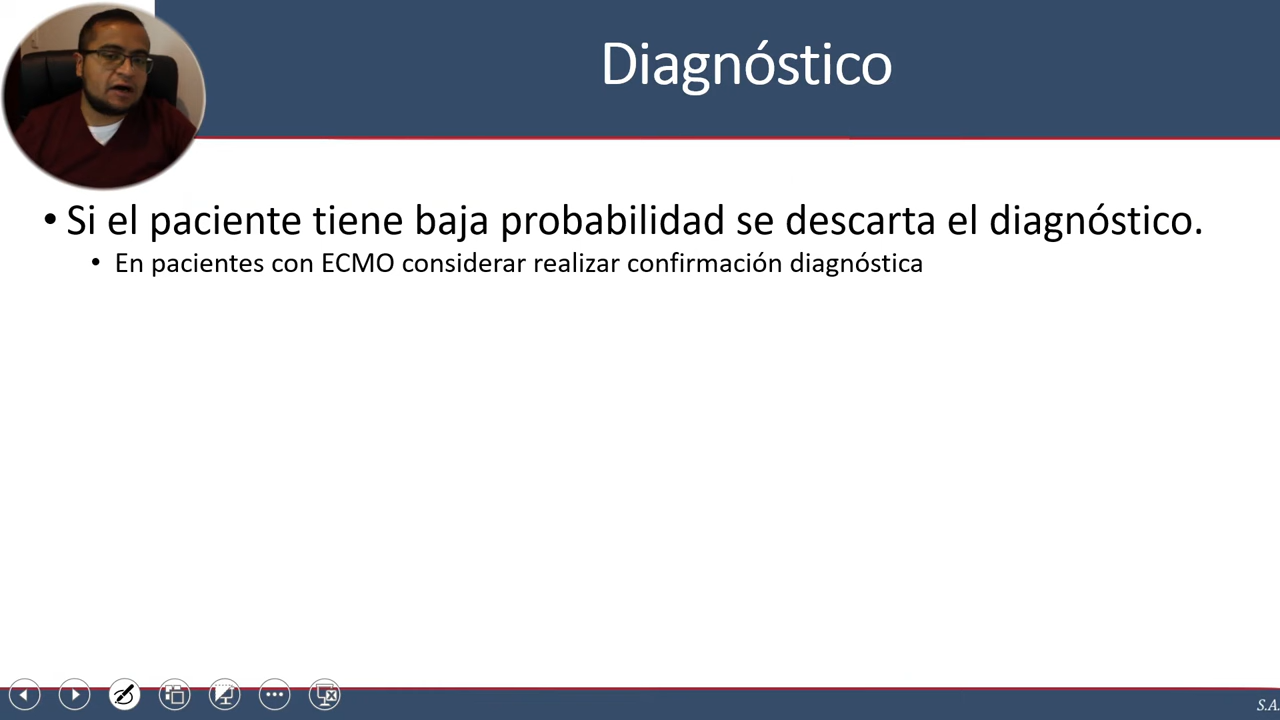 Diagnóstico
• Si el paciente tiene baja probabilidad se descarta el diagnóstico.
• En pacientes con ECMO considerar realizar confirmación diagnóstica
S.A.